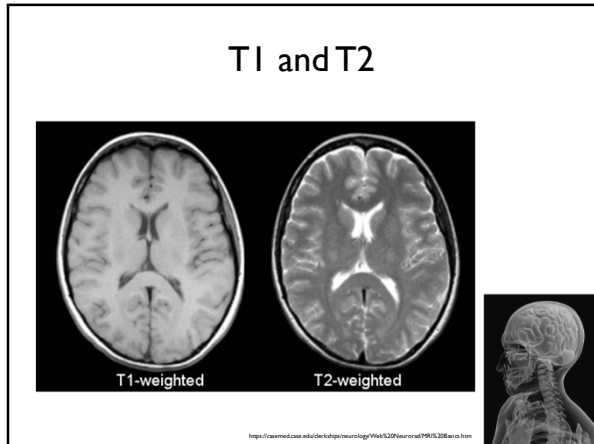 T1 and T2
T1-weighted
T2-weighted
https://casemed.case.edu/clerkships/neurology/Web%20Neurorad/MRI%20Basics.htm